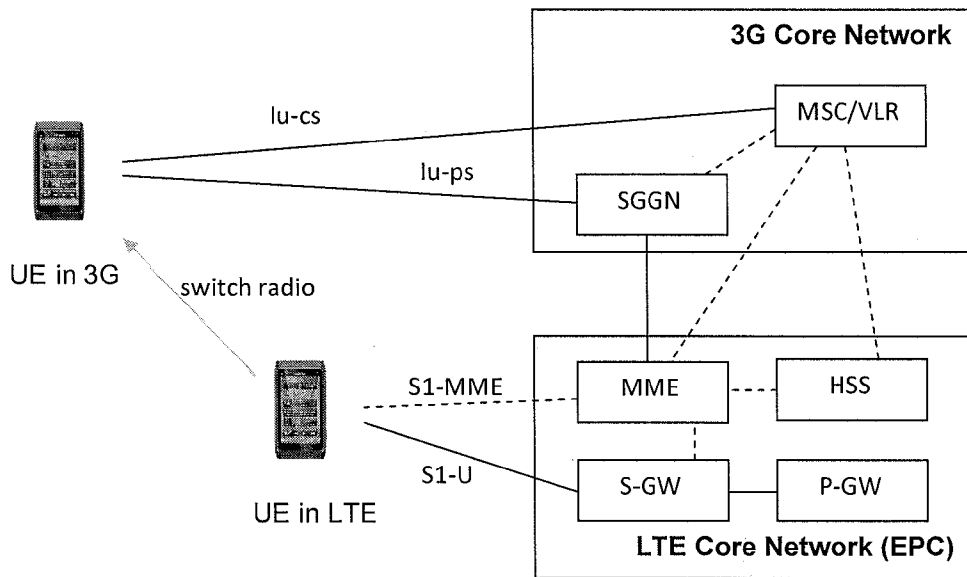 3G Core Network
MSC/VLR
Iu-cs
Iu-ps
SGGN
UE in 3G
switch radio
S1-MME
MME
HSS
S1-U
S-GW
P-GW
UE in LTE
LTE Core Network (EPC)